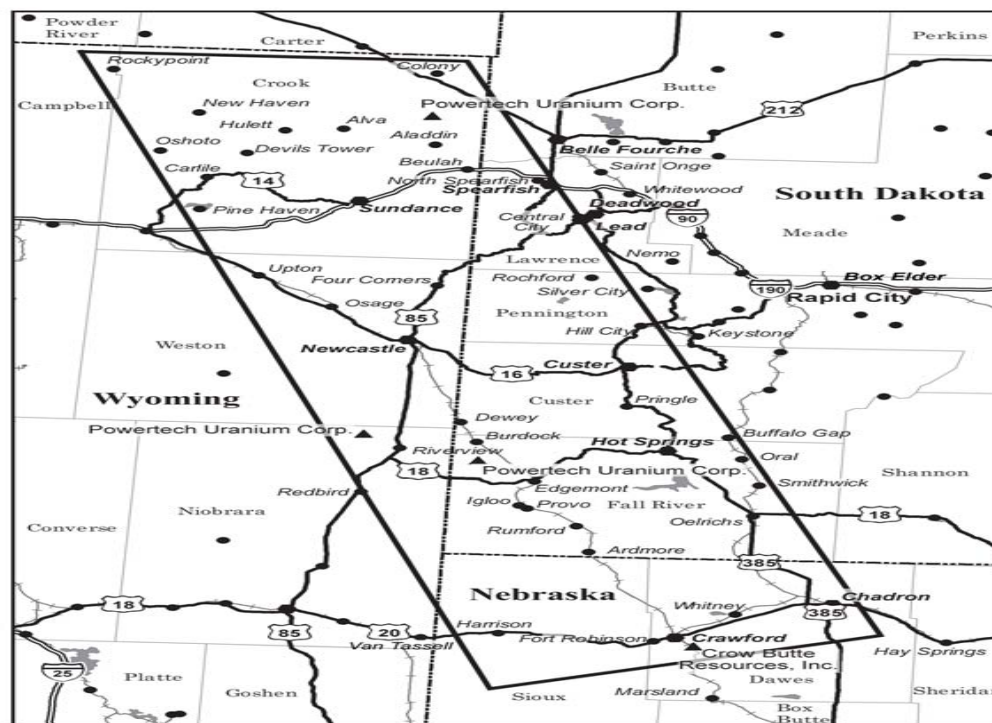 Powder
River
Carter
Perkins
Rockypoint
Colony
Crook
Butte
Campbell
New Haven
Powertech Uranium Corp.
212
Hulett
Alva
Aladdin
Oshoto
Devils Tower
Belle Fourche
Carlile
Beulah
Saint Onge
14
North Spearfish
Spearfish
Whitewood
South Dakota
Pine Haven
Sundance
Deadwood
Central
City
Lead
90
Meade
Lawrence
Nemo
Upton
Four Corners
Rochford
Box Elder
Silver City
190
Rapid City
Osage
Pennington
85
Hill City
Keystone
Weston
Newcastle
Custer
16
Wyoming
Custer
Pringle
Dewey
Powertech Uranium Corp.
Burdock
Hot Springs
Buffalo Gap
Riverview
Oral
18
Powertech Uranium Corp.
Shannon
Redbird
Edgemont
Smithwick
Igloo
Provo
Fall River
Niobrara
Converse
Rumford
Oelrichs
18
Ardmore
385
Nebraska
Chadron
18
Whitney
385
85
20
Harrison
Van Tassell
Fort Robinson
Crawford
Hay Springs
Crow Butte
Resources, Inc.
25
Platte
Goshen
Sioux
Marsland
Dawes
Sheridan
Box
Butte